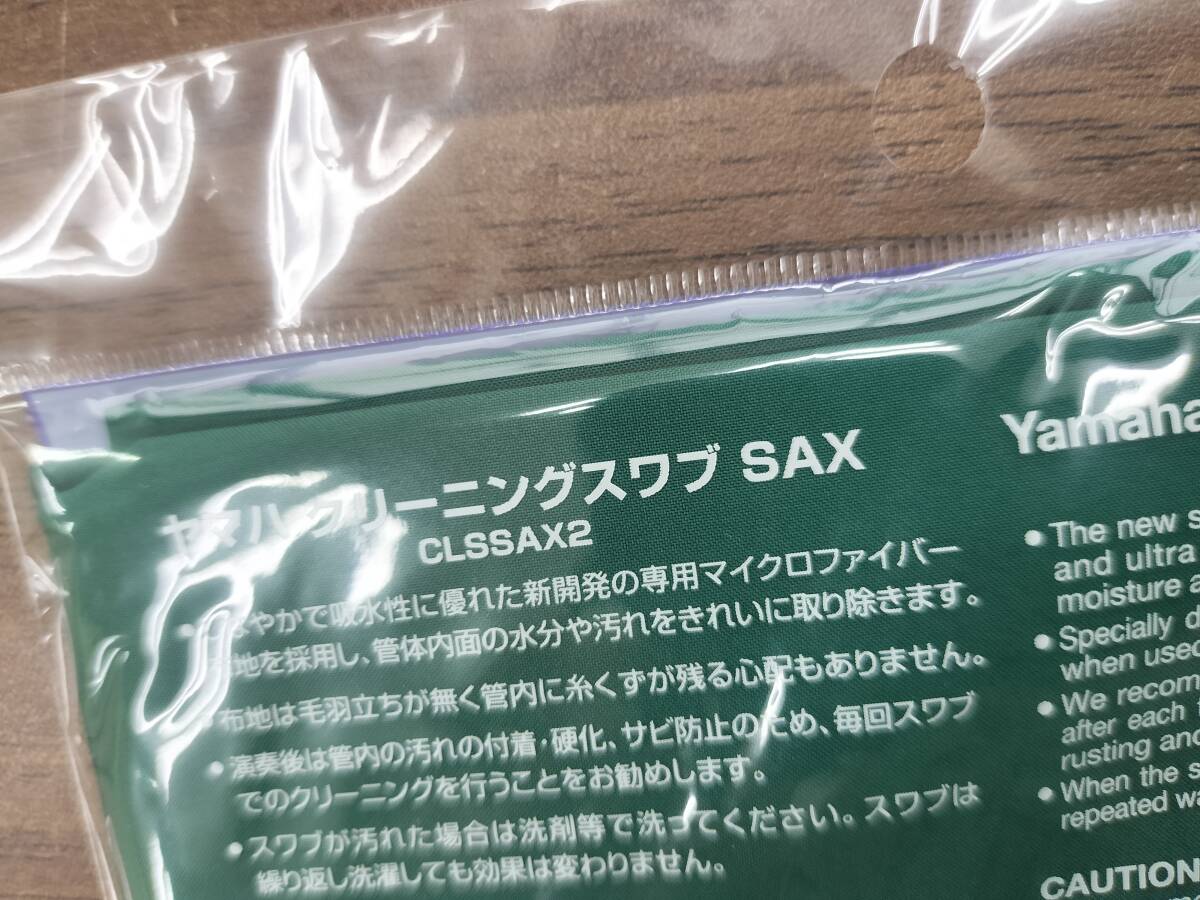 ヤマハ クリーニングスワブ SAX
CLSSAX2
やかで吸水性に優れた新開発の専用マイクロファイバー
地を採用し、管体内面の水分や汚れをきれいに取り除きます。
布地は毛羽立ちが無く管内に糸くずが残る心配もありません。
●演奏後は管内の汚れの付着・硬化、サビ防止のため、毎回スワブ
でのクリーニングを行うことをお勧めします。
●スワブが汚れた場合は洗剤等で洗ってください。スワブは
繰り返し洗濯しても効果は変わりません。
Yamaha
●The new s
and ultra
moisture a
●Specially d
when used
●We recom
after each
rusting and
●When the s
repeated wa
CAUTION